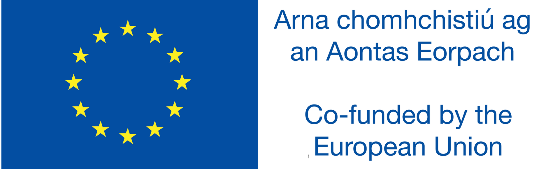 Arna chomhchistiú ag
an Aontas Eorpach
Co-funded by the
European Union